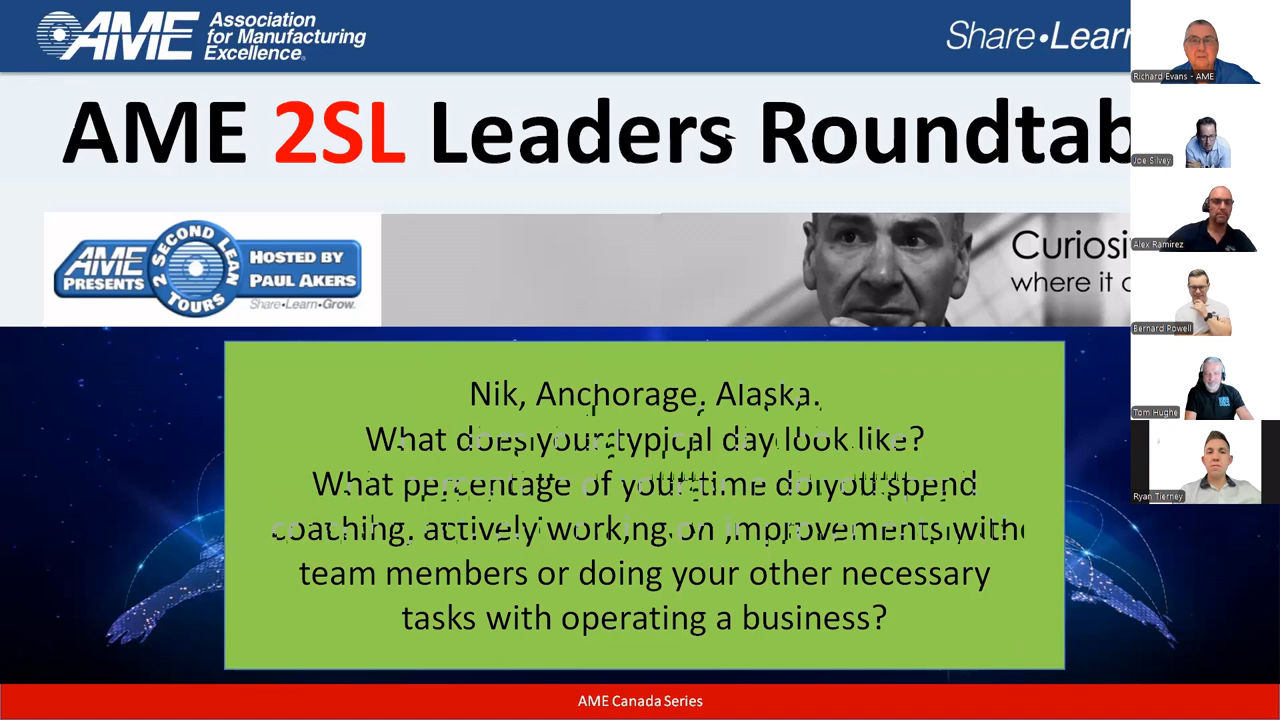 AME Association
for Manufacturing
Excellence
Share•Lear
AME 2SL Leaders Roundtab
AME
PRESENTS
2 SECOND LEAN
TOURS
HOSTED BY
PAUL AKERS
Share•Learn•Grow.
Curiosi
where it
Nik, Anchorage, Alaska.
What does your typical day look like?
What percentage of your time do you spend
coaching, actively working on improvements with
team members or doing your other necessary
tasks with operating a business?
AME Canada Series
Richard Evans - AME
Joe Silvey
Alex Ramirez
Bernard Powell
Tom Hughe
Ryan Tierney